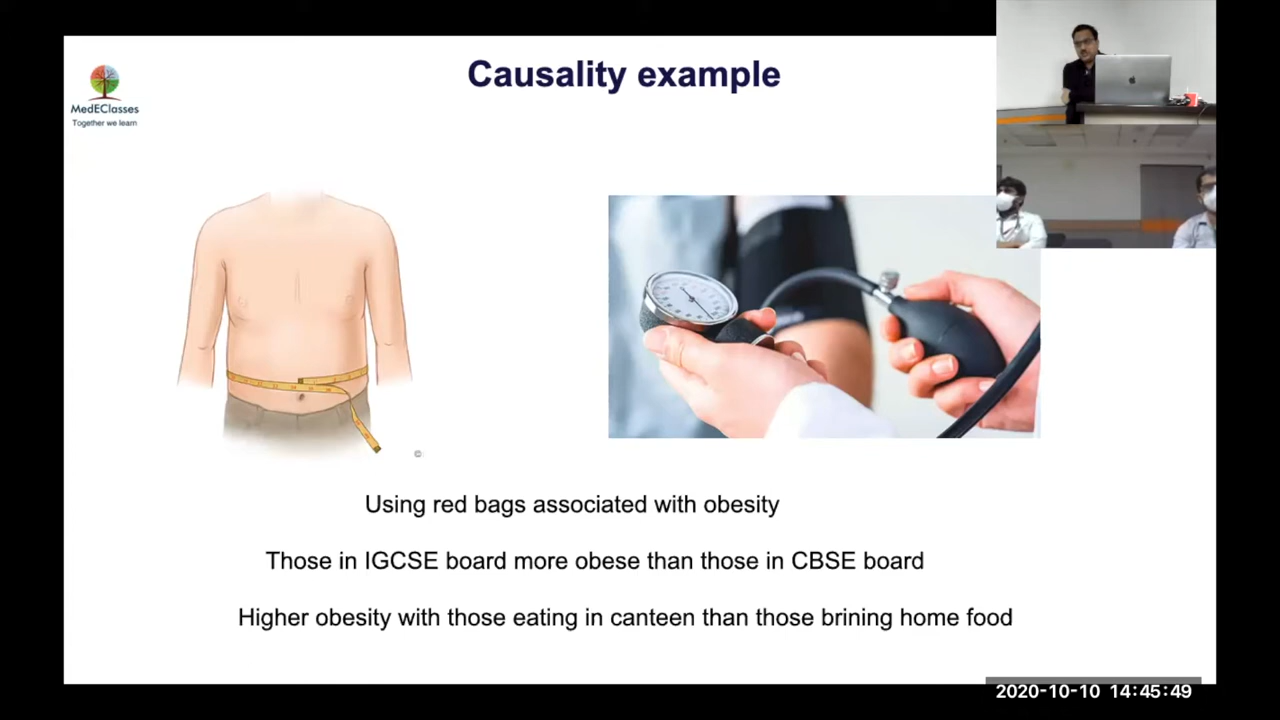 Causality example
MedEClasses
Together we learn
Using red bags associated with obesity
Those in IGCSE board more obese than those in CBSE board
Higher obesity with those eating in canteen than those brining home food
2020-10-10 14:45:49